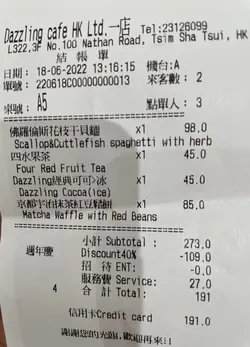 Dazzling cafe HK Ltd.一店
Tel:23126099
L322,3F No.100 Nathan Road, Tsim Sha Tsui, HK
結帳單
日期: 18-06-2022 13:16:15 機台:A
單號: 220618C00000000013 來客數: 2
桌號: A5 點單人: 3
佛羅倫斯花枝干貝麵 x1 98.0
Scallop&Cuttlefish spaghetti with herb
四水果茶 x1 45.0
Four Red Fruit Tea
Dazzling經典可可/冰 x1 45.0
Dazzling Cocoa(ice)
京都宇治抹茶紅豆鬆餅 x1 85.0
Matcha Waffle with Red Beans
小計 Subtotal : 273.0
週年慶 Discount40% -109.0
招待 ENT: -0.0
服務費 Service: 27.0
4 合計 Total: 191
信用卡Credit card 191.0
謝謝您的光臨,歡迎再來!!